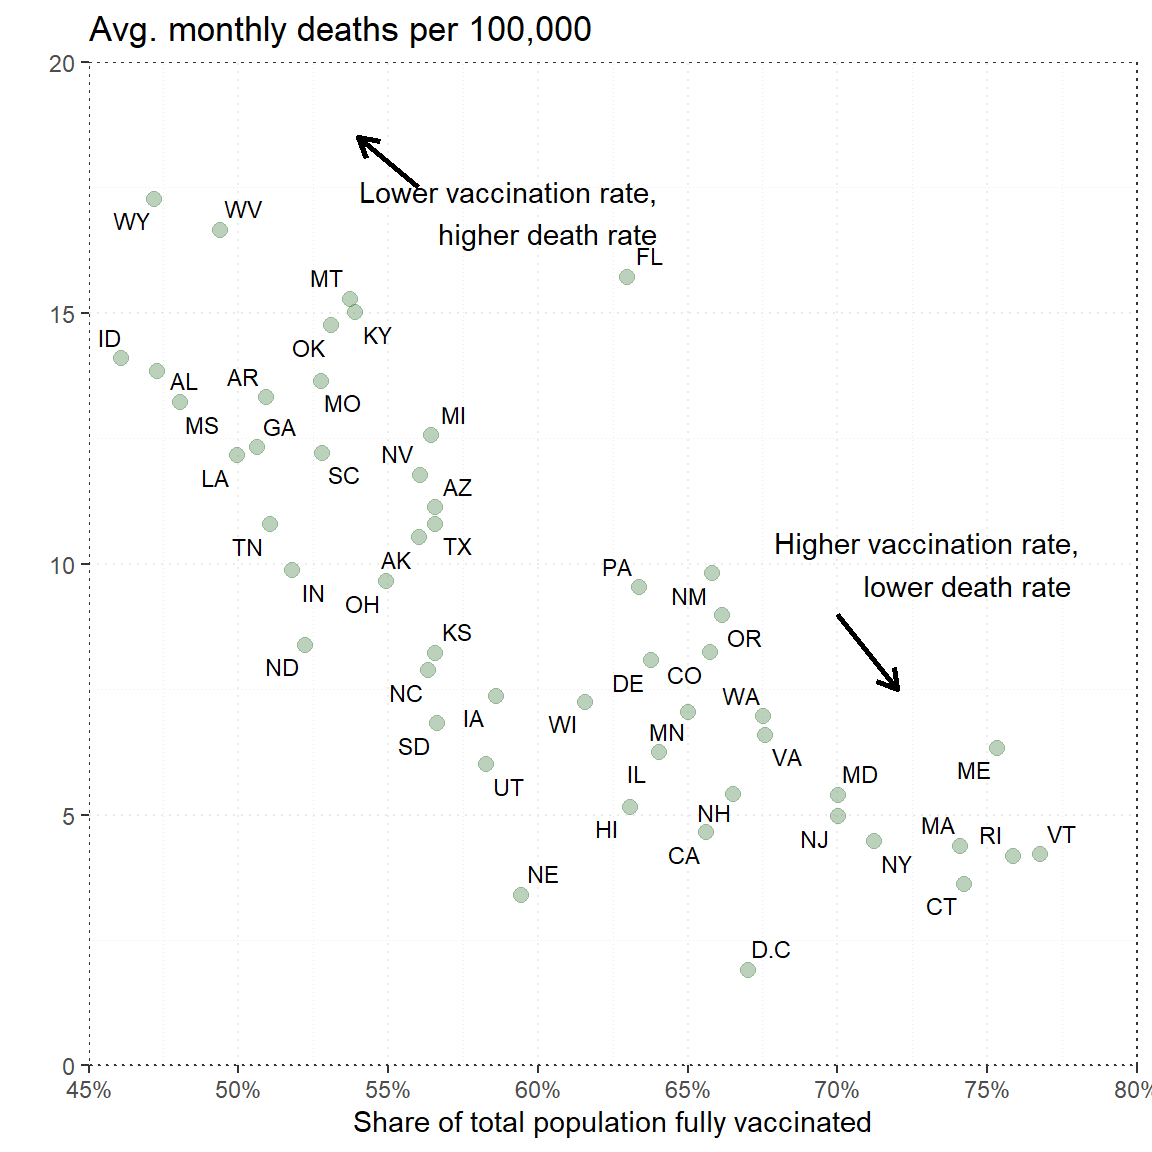 Avg. monthly deaths per 100,000
20
Lower vaccination rate,
WY
WV
higher death rate
FL
MT
15
ID
KY
OK
AL
AR
MO
MI
MS
GA
NV
LA
SC
AZ
TN
TX
Higher vaccination rate,
10
AK
PA
lower death rate
IN
OH
NM
KS
OR
ND
CO
DE
NC
WA
IA
WI
MN
SD
VA
IL
MD
ME
UT
5
HI
NH
NJ
MA
RI
VT
CA
NY
NE
CT
D.C
0
45%
50%
55%
60%
65%
70%
75%
80%
Share of total population fully vaccinated